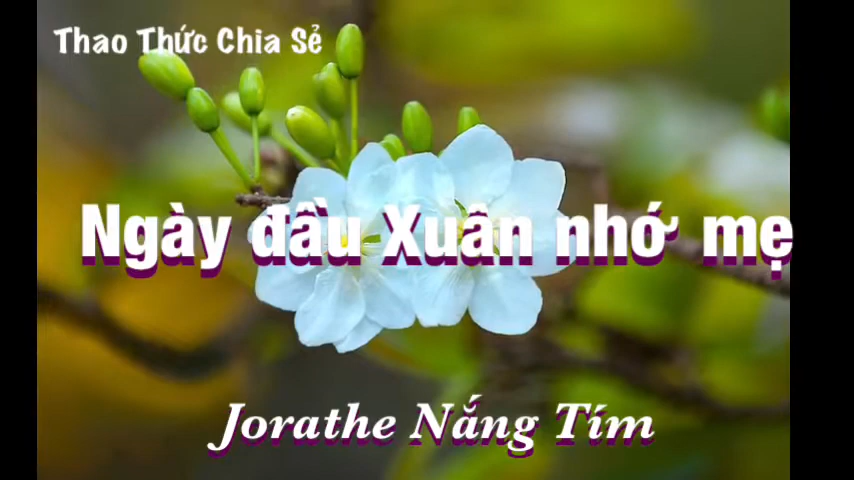 Thao Thức Chia Sẻ
Ngày đầu Xuân nhớ mẹ
Jorathe Nắng Tím